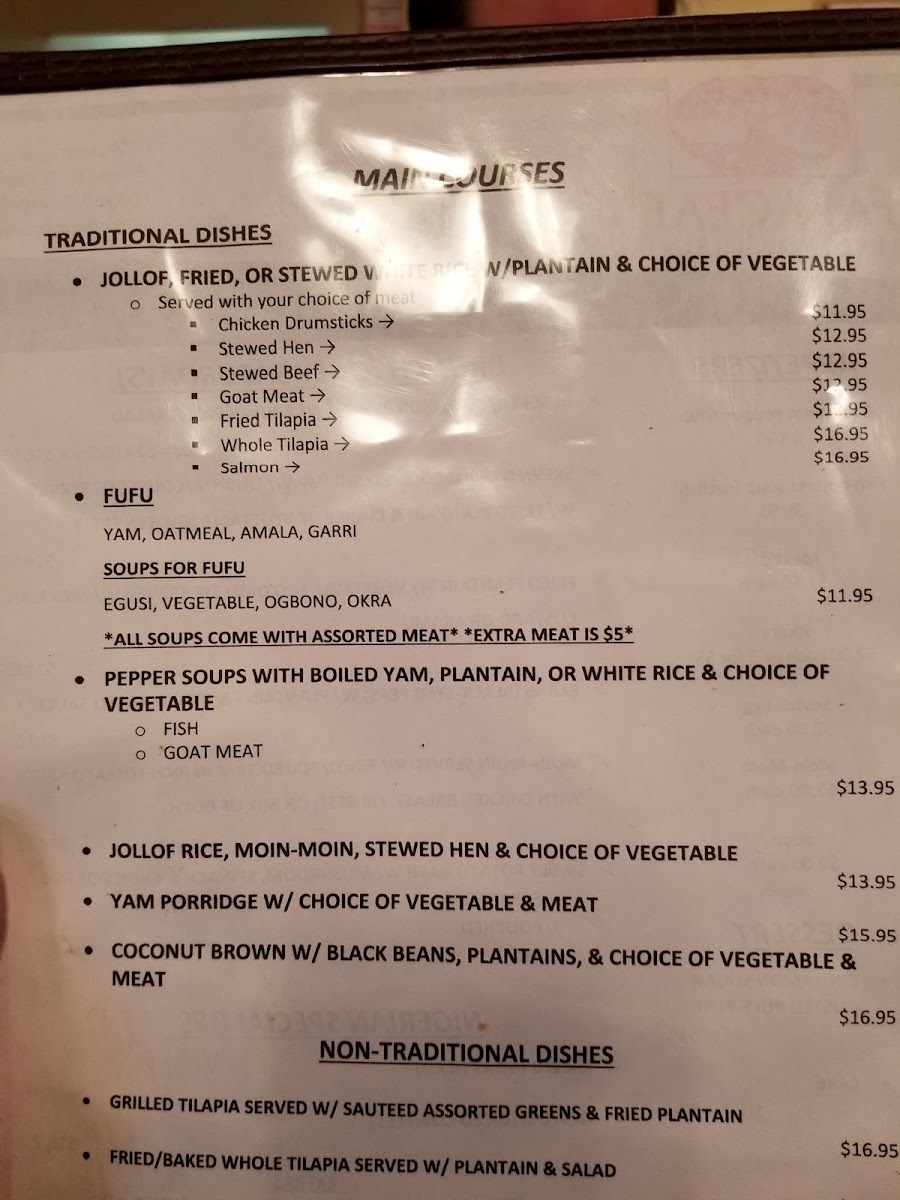 MAIN COURSES
TRADITIONAL DISHES
• JOLLOF, FRIED, OR STEWED WHITE RICE W/PLANTAIN & CHOICE OF VEGETABLE
o Served with your choice of meat
▪ Chicken Drumsticks → $11.95
▪ Stewed Hen → $12.95
▪ Stewed Beef → $12.95
▪ Goat Meat → $12.95
▪ Fried Tilapia → $12.95
▪ Whole Tilapia → $16.95
▪ Salmon → $16.95
• FUFU
YAM, OATMEAL, AMALA, GARRI
SOUPS FOR FUFU
EGUSI, VEGETABLE, OGBONO, OKRA $11.95
*ALL SOUPS COME WITH ASSORTED MEAT* *EXTRA MEAT IS $5*
• PEPPER SOUPS WITH BOILED YAM, PLANTAIN, OR WHITE RICE & CHOICE OF
VEGETABLE
o FISH
o GOAT MEAT
$13.95
• JOLLOF RICE, MOIN-MOIN, STEWED HEN & CHOICE OF VEGETABLE
$13.95
• YAM PORRIDGE W/ CHOICE OF VEGETABLE & MEAT
$15.95
• COCONUT BROWN W/ BLACK BEANS, PLANTAINS, & CHOICE OF VEGETABLE &
MEAT
$16.95
NON-TRADITIONAL DISHES
• GRILLED TILAPIA SERVED W/ SAUTEED ASSORTED GREENS & FRIED PLANTAIN
$16.95
• FRIED/BAKED WHOLE TILAPIA SERVED W/ PLANTAIN & SALAD